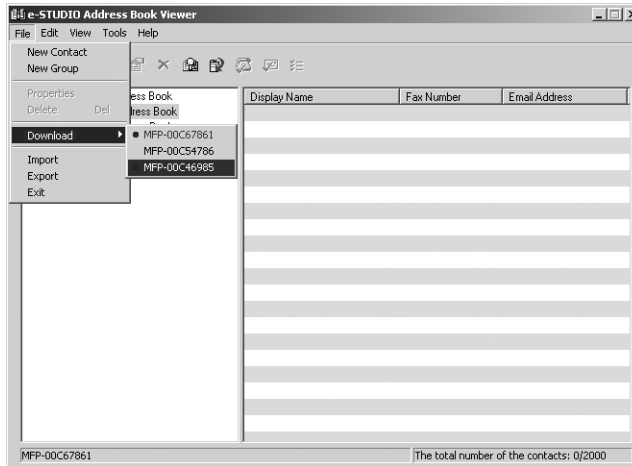 e-STUDIO Address Book Viewer
File Edit View Tools Help
New Contact
New Group
Properties
Delete Del
Download
Import
Export
Exit
MFP-00C67861
MFP-00C54786
MFP-00C46985
ess Book
dress Book
Display Name Fax Number Email Address
MFP-00C67861 The total number of the contacts: 0/2000